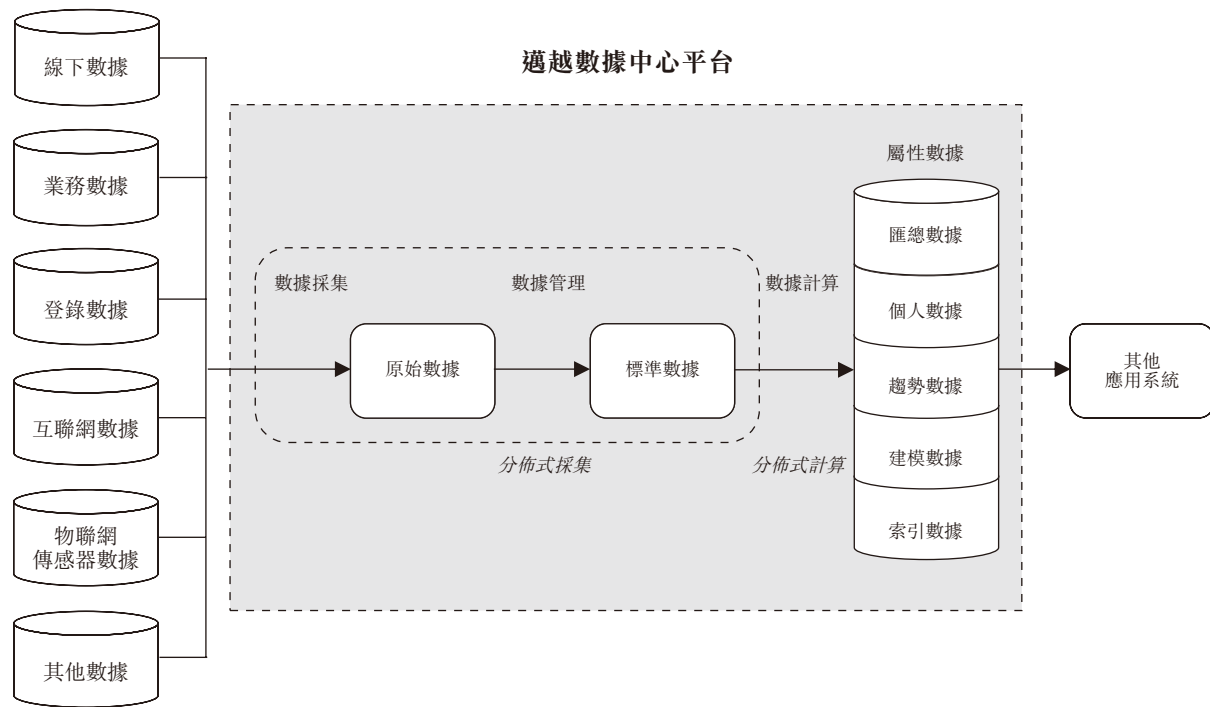 邁越數據中心平台
線下數據
業務數據
登錄數據
互聯網數據
物聯網
傳感器數據
其他數據
數據採集
數據管理
數據計算
原始數據
標準數據
分佈式採集
分佈式計算
屬性數據
匯總數據
個人數據
趨勢數據
建模數據
索引數據
其他
應用系統